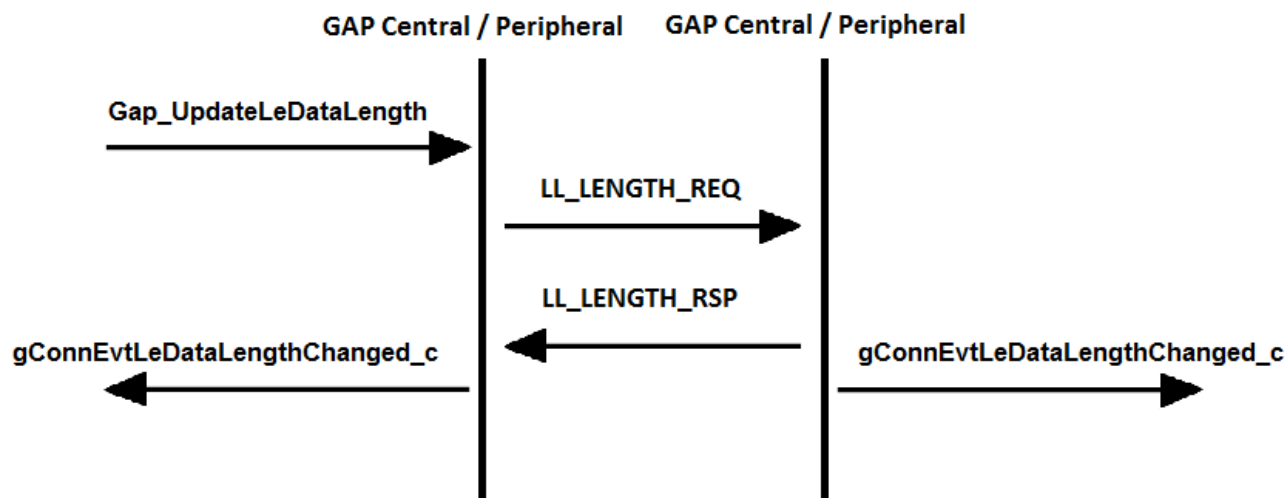 GAP Central / Peripheral
GAP Central / Peripheral
Gap_UpdateLeDataLength
LL_LENGTH_REQ
LL_LENGTH_RSP
gConnEvtLeDataLengthChanged_c
gConnEvtLeDataLengthChanged_c